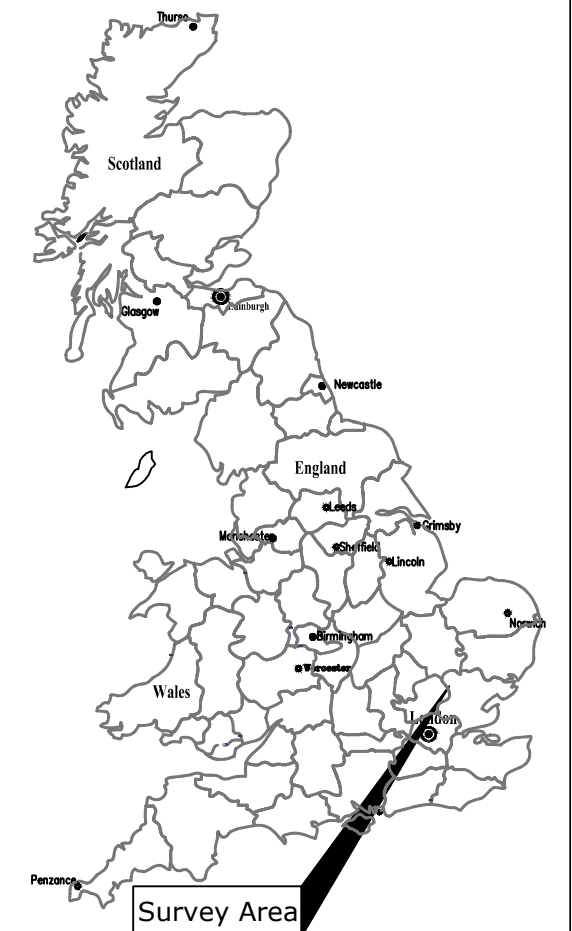 Thurso
Scotland
Edinburgh
Glasgow
Newcastle
England
Leeds
Grimsby
Manchester
Sheffield
Lincoln
Norwich
Birmingham
Worcester
Wales
London
Penzance
Survey Area